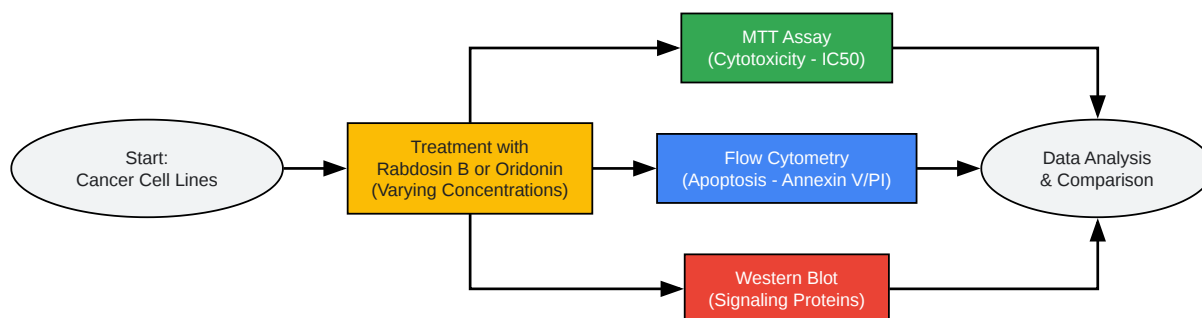 Start:
Cancer Cell Lines
Treatment with
Rabdosin B or Oridonin
(Varying Concentrations)
MTT Assay
(Cytotoxicity - IC50)
Flow Cytometry
(Apoptosis - Annexin V/PI)
Western Blot
(Signaling Proteins)
Data Analysis
& Comparison